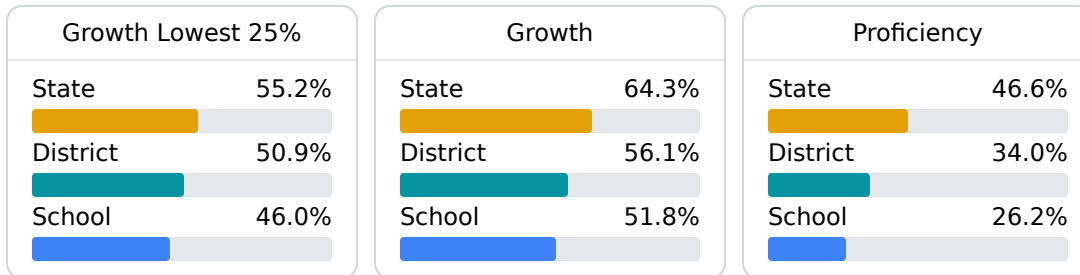 Growth Lowest 25%
State 55.2%
District 50.9%
School 46.0%
Growth
State 64.3%
District 56.1%
School 51.8%
Proficiency
State 46.6%
District 34.0%
School 26.2%